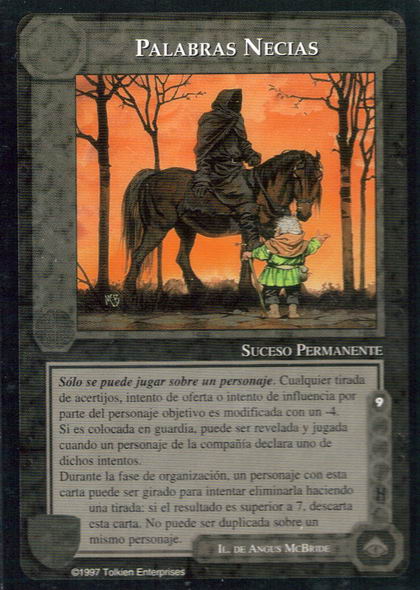 PALABRAS NECIAS
SUCESO PERMANENTE
Sólo se puede jugar sobre un personaje. Cualquier tirada
de acertijos, intento de oferta o intento de influencia por
parte del personaje objetivo es modificada con un -4.
Si es colocada en guardia, puede ser revelada y jugada
cuando un personaje de la compañía declara uno de
dichos intentos.
Durante la fase de organización, un personaje con esta
carta puede ser girado para intentar eliminarla haciendo
una tirada: si el resultado es superior a 7, descarta
esta carta. No puede ser duplicada sobre un
mismo personaje.
9
IL. DE ANGUS MCBRIDE
©1997 Tolkien Enterprises